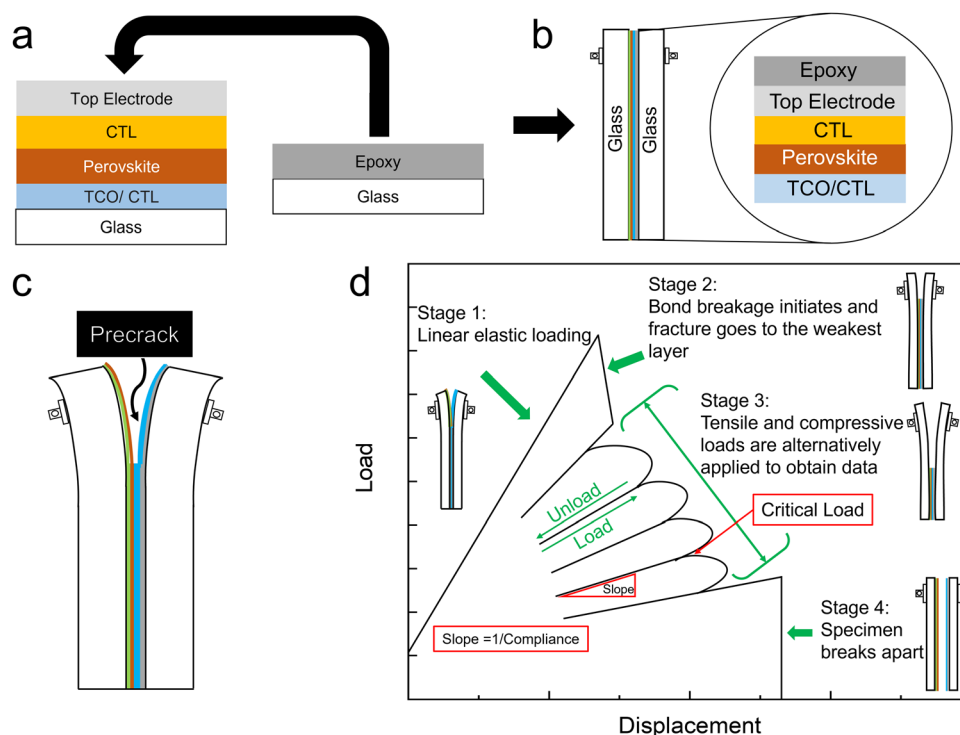 a
Top Electrode
CTL
Perovskite
TCO/ CTL
Glass
Epoxy
Glass
b
Glass
Glass
Epoxy
Top Electrode
CTL
Perovskite
TCO/CTL
c
Precrack
d
Load
Displacement
Stage 1:
Linear elastic loading
Stage 2:
Bond breakage initiates and
fracture goes to the weakest
layer
Stage 3:
Tensile and compressive
loads are alternatively
applied to obtain data
Unload
Load
Critical Load
Slope
Slope =1/Compliance
Stage 4:
Specimen
breaks apart